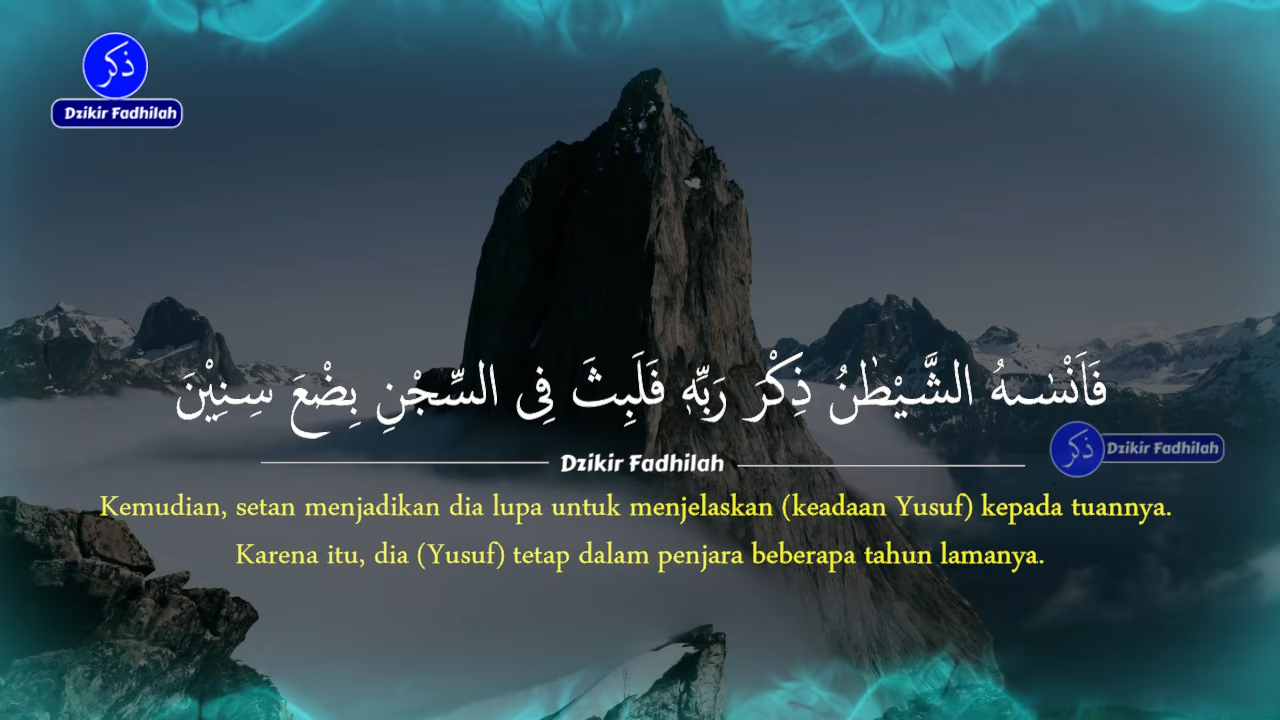 ذكر
Dzikir Fadhilah
فَاَنْسٰىهُ الشَّيْطٰنُ ذِكْرَ رَبِّهٖ فَلَبِثَ فِى السِّجْنِ بِضْعَ سِنِيْنَ
ذكر Dzikir Fadhilah
Dzikir Fadhilah
Kemudian, setan menjadikan dia lupa untuk menjelaskan (keadaan Yusuf) kepada tuannya.
Karena itu, dia (Yusuf) tetap dalam penjara beberapa tahun lamanya.